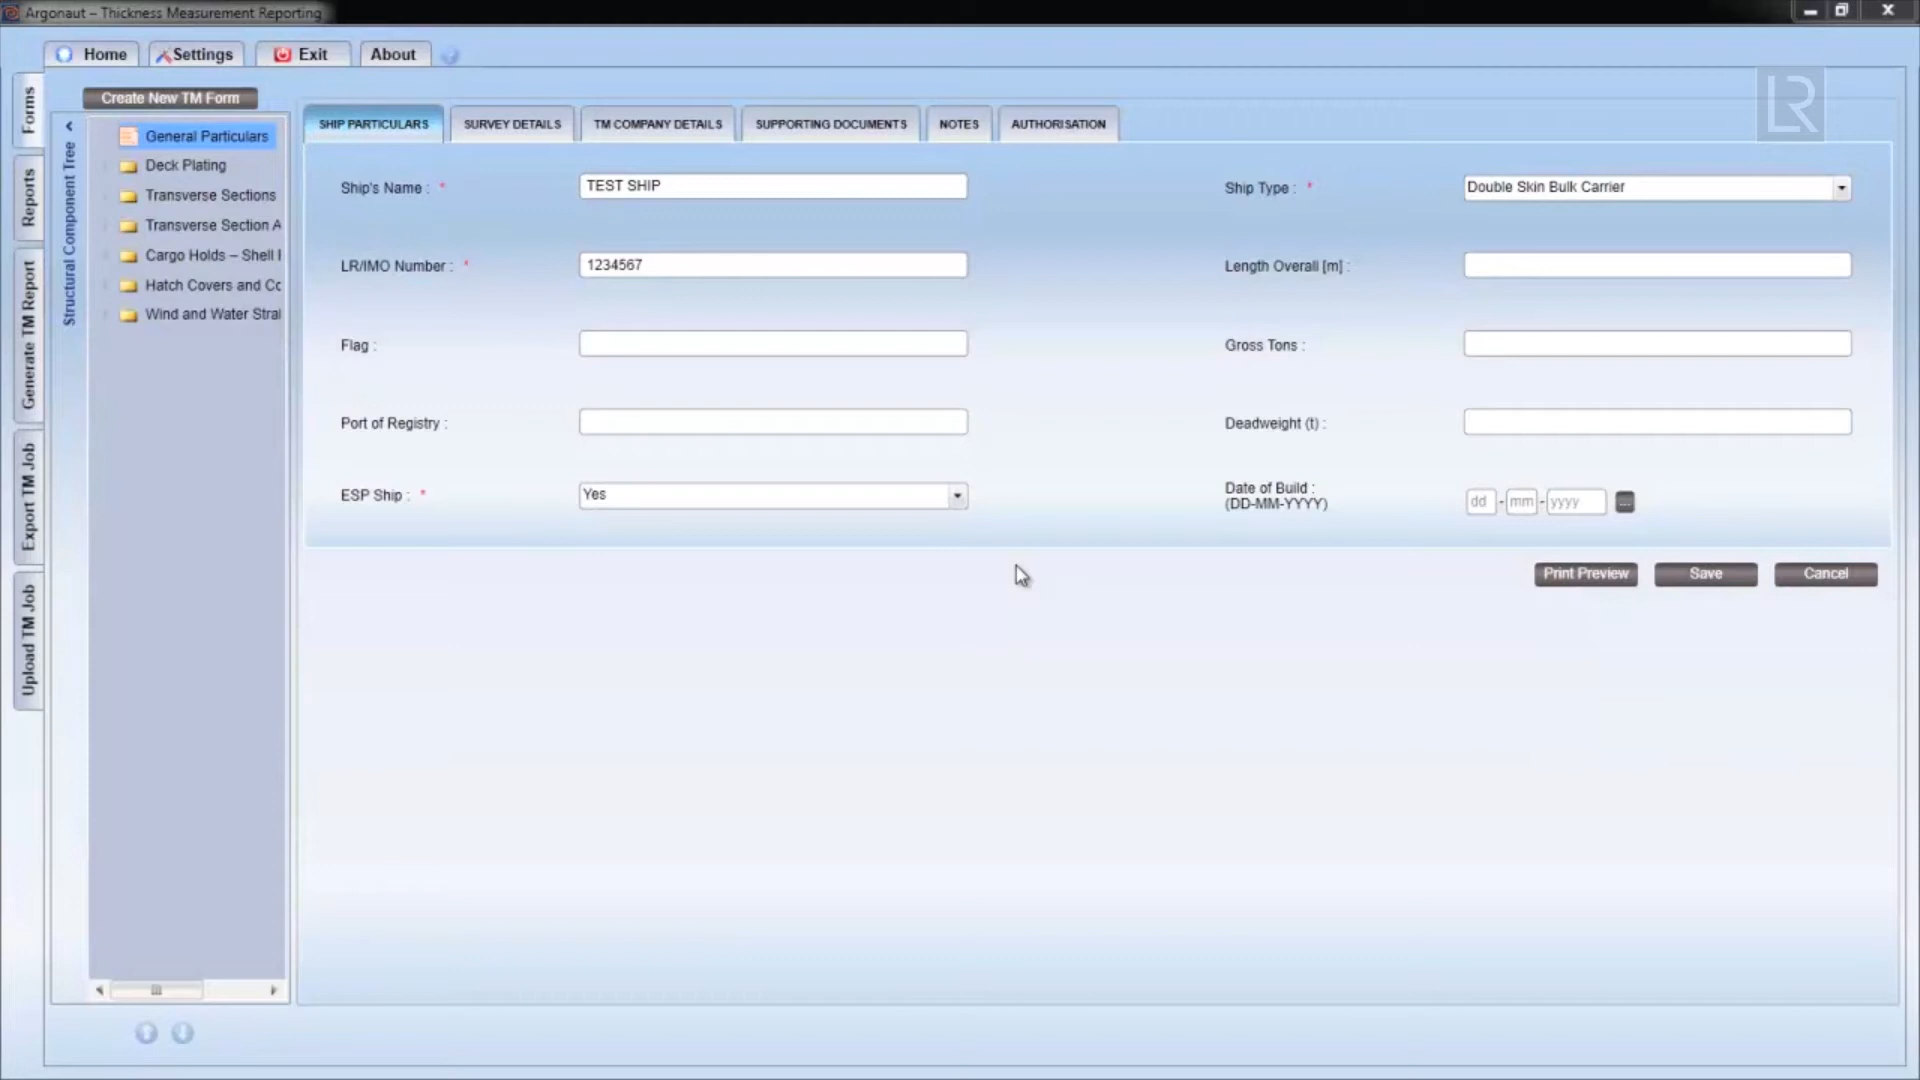 Argonaut – Thickness Measurement Reporting
Home
Settings
Exit
About
LR
Forms
Reports
Generate TM Report
Export TM Job
Upload TM Job
Create New TM Form
Structural Component Tree
General Particulars
Deck Plating
Transverse Sections
Transverse Section A
Cargo Holds – Shell
Hatch Covers and Co
Wind and Water Stra
SHIP PARTICULARS
SURVEY DETAILS
TM COMPANY DETAILS
SUPPORTING DOCUMENTS
NOTES
AUTHORISATION
Ship's Name : *
TEST SHIP
Ship Type : *
Double Skin Bulk Carrier
LR/IMO Number : *
1234567
Length Overall [m] :
Flag :
Gross Tons :
Port of Registry :
Deadweight (t) :
ESP Ship : *
Yes
Date of Build :
(DD-MM-YYYY)
dd - mm - yyyy ...
Print Preview
Save
Cancel